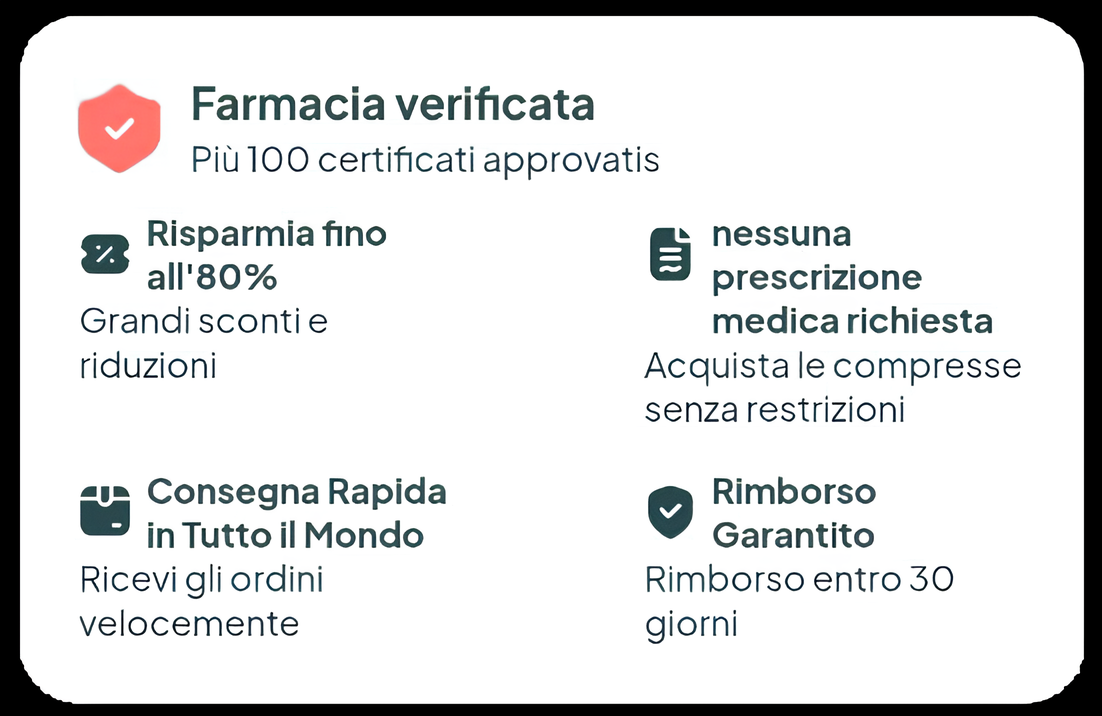 Farmacia verificata
Più 100 certificati approvatis
Risparmia fino
all'80%
Grandi sconti e
riduzioni
nessuna
prescrizione
medica richiesta
Acquista le compresse
senza restrizioni
Consegna Rapida
in Tutto il Mondo
Ricevi gli ordini
velocemente
Rimborso
Garantito
Rimborso entro 30
giorni